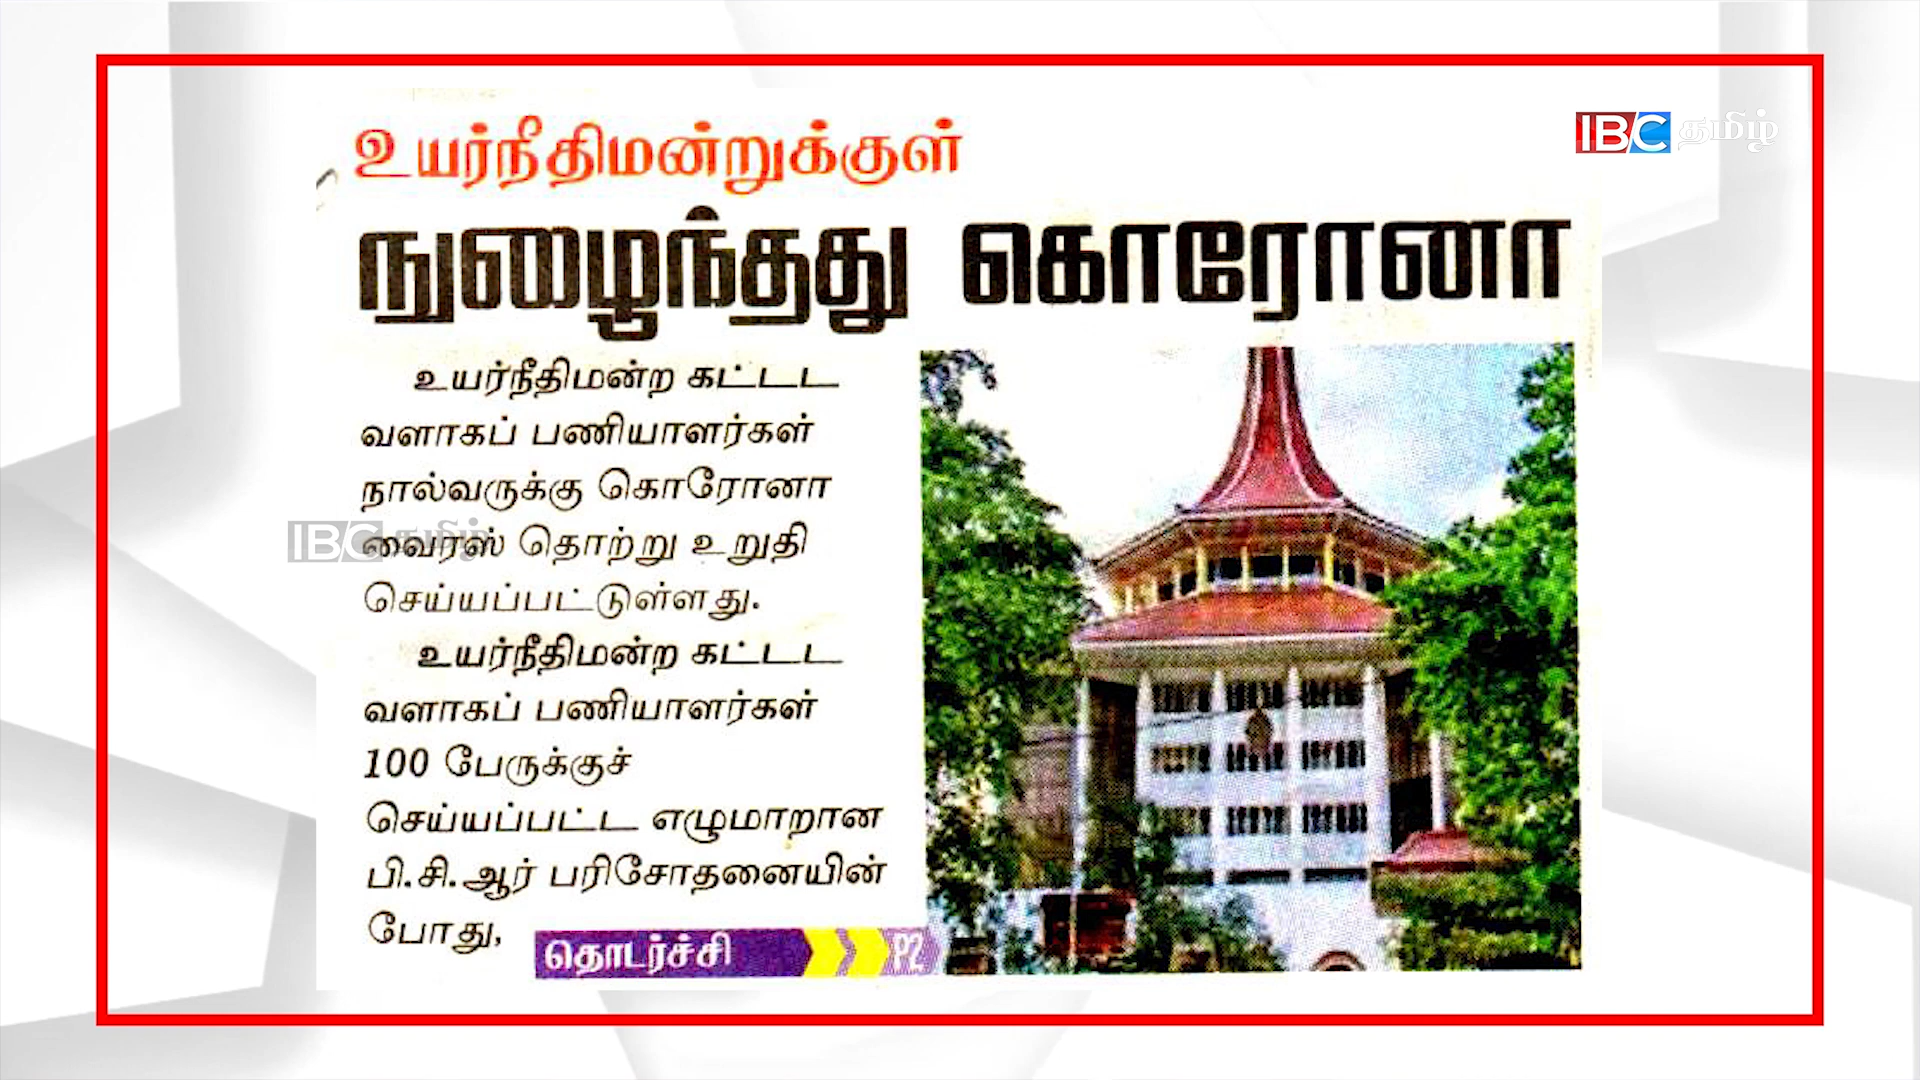 IBC தமிழ்
உயர்நீதிமன்றுக்குள்
நுழைந்தது கொரோனா
உயர்நீதிமன்ற கட்டட
வளாகப் பணியாளர்கள்
நால்வருக்கு கொரோனா
வைரஸ் தொற்று உறுதி
செய்யப்பட்டுள்ளது.
உயர்நீதிமன்ற கட்டட
வளாகப் பணியாளர்கள்
100 பேருக்குச்
செய்யப்பட்ட எழுமாறான
பி.சி.ஆர் பரிசோதனையின்
போது,
தொடர்ச்சி P2
IBC தமிழ்